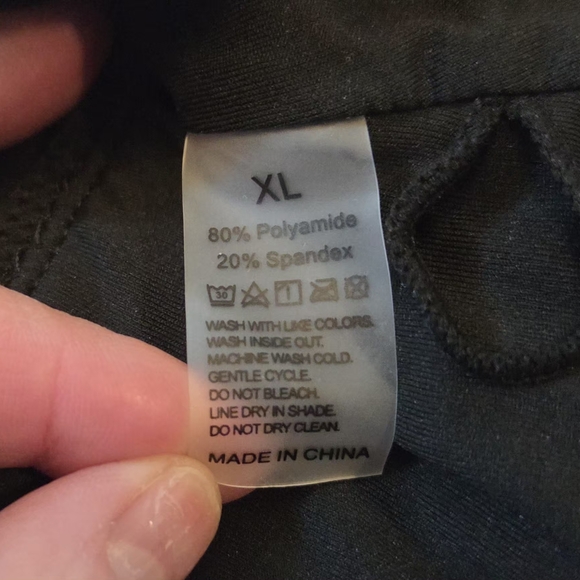 XL
80% Polyamide
20% Spandex
30
WASH WITH LIKE COLORS.
WASH INSIDE OUT.
MACHINE WASH COLD.
GENTLE CYCLE.
DO NOT BLEACH.
LINE DRY IN SHADE.
DO NOT DRY CLEAN.
MADE IN CHINA